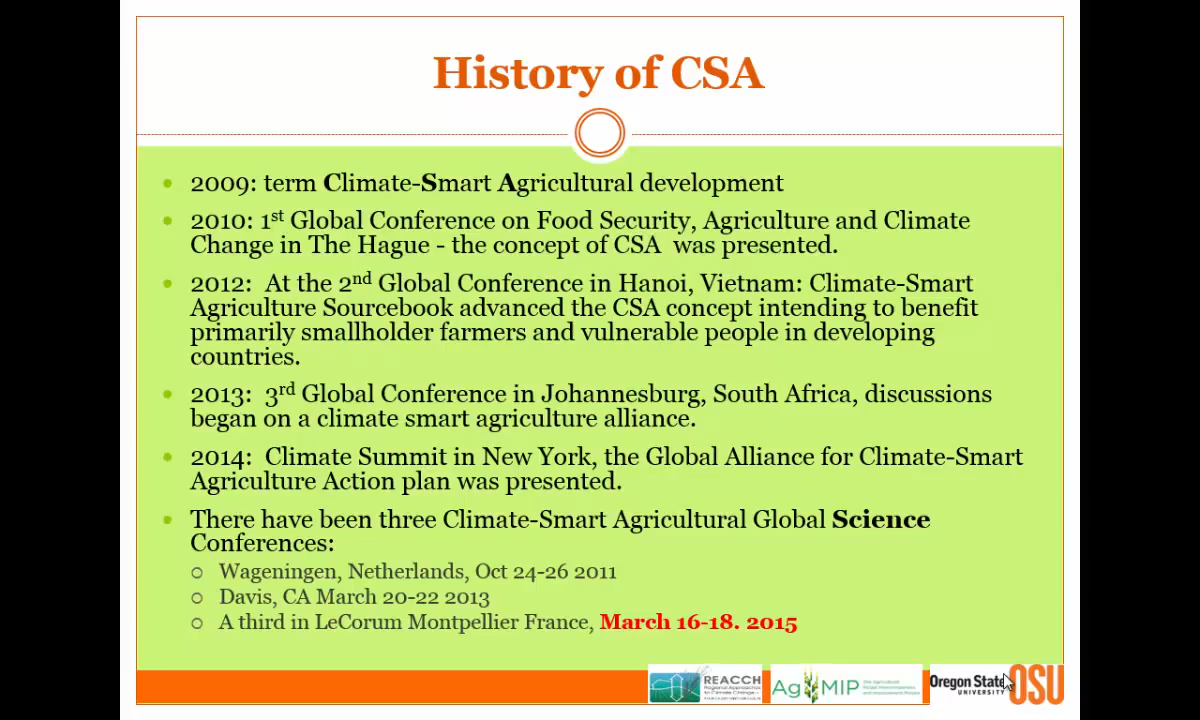 History of CSA
2009: term Climate-Smart Agricultural development
2010: 1st Global Conference on Food Security, Agriculture and Climate
Change in The Hague - the concept of CSA was presented.
2012: At the 2nd Global Conference in Hanoi, Vietnam: Climate-Smart
Agriculture Sourcebook advanced the CSA concept intending to benefit
primarily smallholder farmers and vulnerable people in developing
countries.
2013: 3rd Global Conference in Johannesburg, South Africa, discussions
began on a climate smart agriculture alliance.
2014: Climate Summit in New York, the Global Alliance for Climate-Smart
Agriculture Action plan was presented.
There have been three Climate-Smart Agricultural Global Science
Conferences:
Wageningen, Netherlands, Oct 24-26 2011
Davis, CA March 20-22 2013
A third in LeCorum Montpellier France, March 16-18. 2015
REACCH
Regional Approaches
to Climate Change
AgMIP
Oregon State
UNIVERSITY
OSU